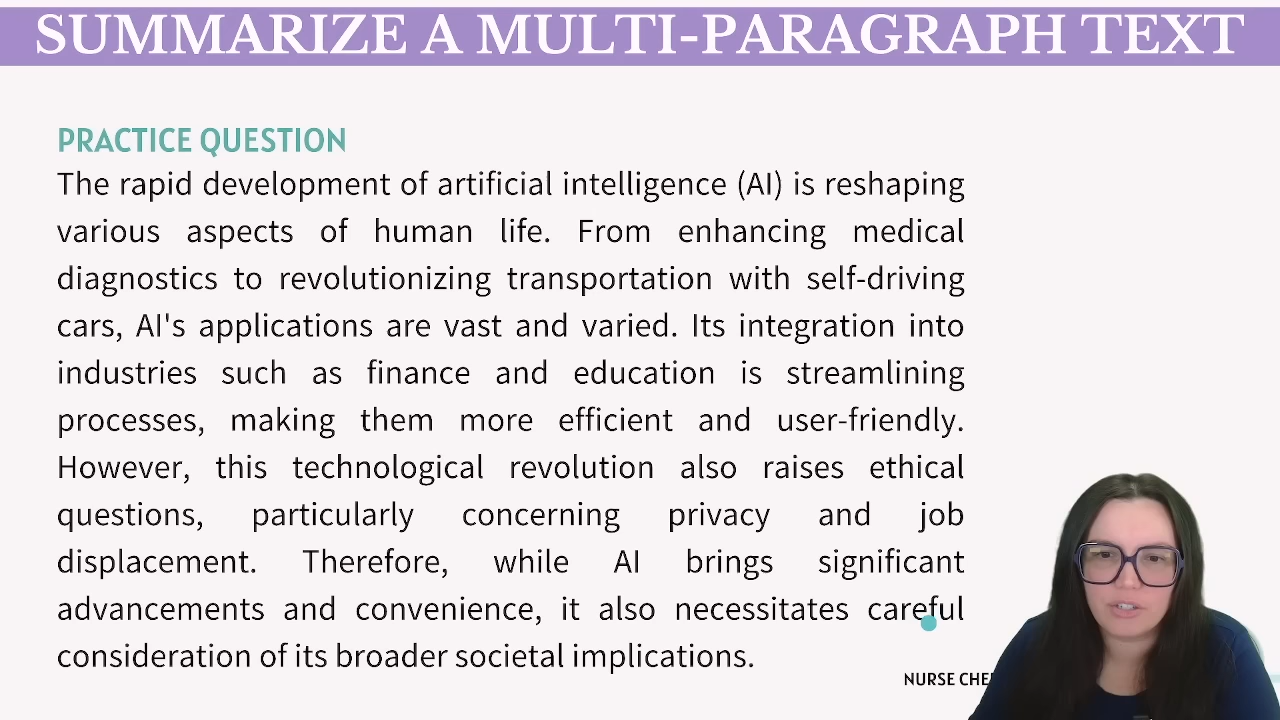 SUMMARIZE A MULTI-PARAGRAPH TEXT
PRACTICE QUESTION
The rapid development of artificial intelligence (AI) is reshaping
various aspects of human life. From enhancing medical
diagnostics to revolutionizing transportation with self-driving
cars, AI's applications are vast and varied. Its integration into
industries such as finance and education is streamlining
processes, making them more efficient and user-friendly.
However, this technological revolution also raises ethical
questions, particularly concerning privacy and job
displacement. Therefore, while AI brings significant
advancements and convenience, it also necessitates careful
consideration of its broader societal implications.
NURSE